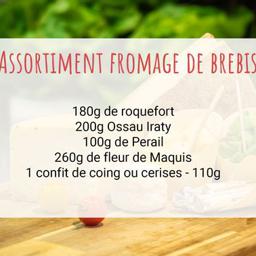 Assortiment fromage de brebis
180g de roquefort
200g Ossau Iraty
100g de Perail
260g de fleur de Maquis
1 confit de coing ou cerises - 110g